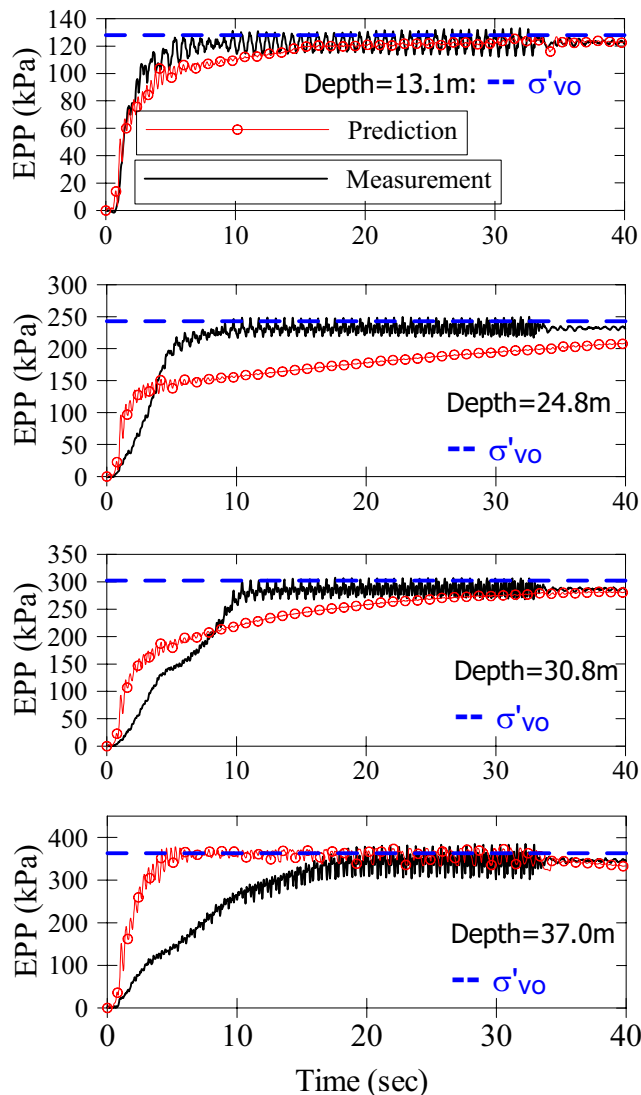 140
120
100
80
60
40
20
0
EPP (kPa)
Depth=13.1m: σ'vo
Prediction
Measurement
0 10 20 30 40
300
250
200
150
100
50
0
EPP (kPa)
Depth=24.8m
σ'vo
0 10 20 30 40
350
300
250
200
150
100
50
0
EPP (kPa)
Depth=30.8m
σ'vo
0 10 20 30 40
400
300
200
100
0
EPP (kPa)
Depth=37.0m
σ'vo
0 10 20 30 40
Time (sec)